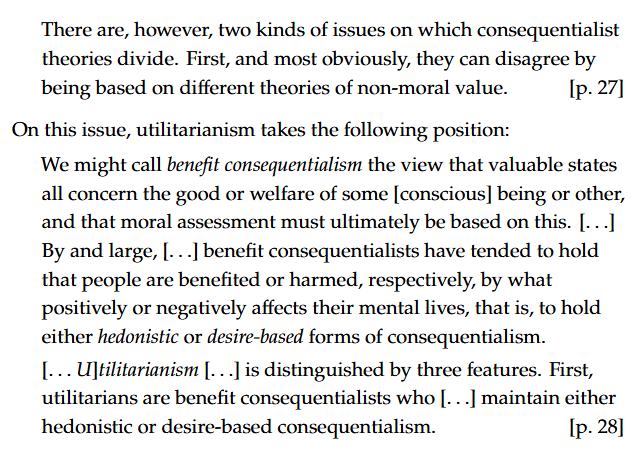 There are, however, two kinds of issues on which consequentialist
theories divide. First, and most obviously, they can disagree by
being based on different theories of non-moral value. [p. 27]
On this issue, utilitarianism takes the following position:
We might call benefit consequentialism the view that valuable states
all concern the good or welfare of some [conscious] being or other,
and that moral assessment must ultimately be based on this. [. . .]
By and large, [. . .] benefit consequentialists have tended to hold
that people are benefited or harmed, respectively, by what
positively or negatively affects their mental lives, that is, to hold
either hedonistic or desire-based forms of consequentialism.
[. . . U]tilitarianism [. . .] is distinguished by three features. First,
utilitarians are benefit consequentialists who [. . .] maintain either
hedonistic or desire-based consequentialism. [p. 28]